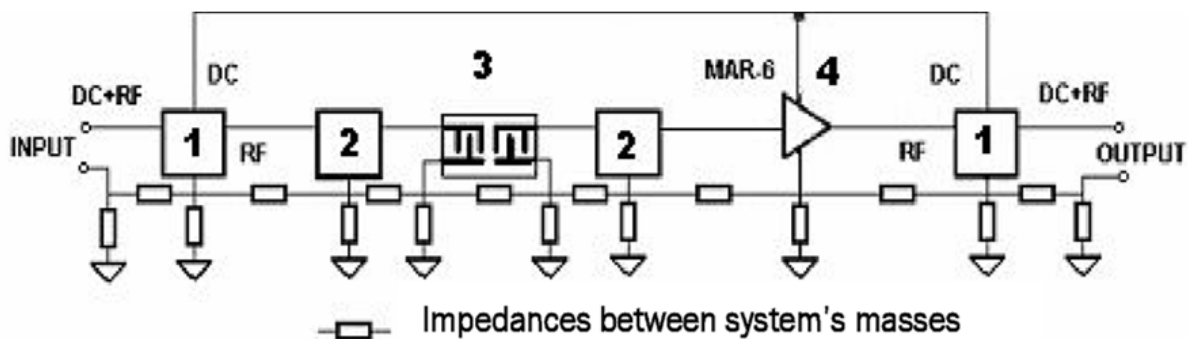 3
DC
MAR-6
4
DC
DC+RF
DC+RF
INPUT
1
RF
2
2
RF
1
OUTPUT
Impedances between system's masses